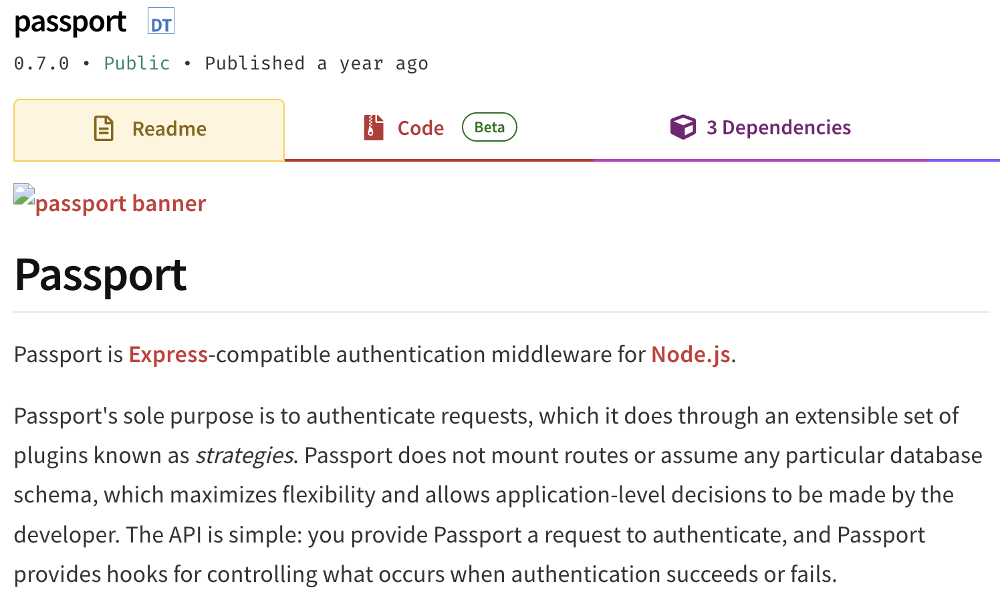 passport DT
0.7.0 • Public • Published a year ago
Readme Code Beta 3 Dependencies
passport banner
Passport
Passport is Express-compatible authentication middleware for Node.js.
Passport's sole purpose is to authenticate requests, which it does through an extensible set of
plugins known as strategies. Passport does not mount routes or assume any particular database
schema, which maximizes flexibility and allows application-level decisions to be made by the
developer. The API is simple: you provide Passport a request to authenticate, and Passport
provides hooks for controlling what occurs when authentication succeeds or fails.